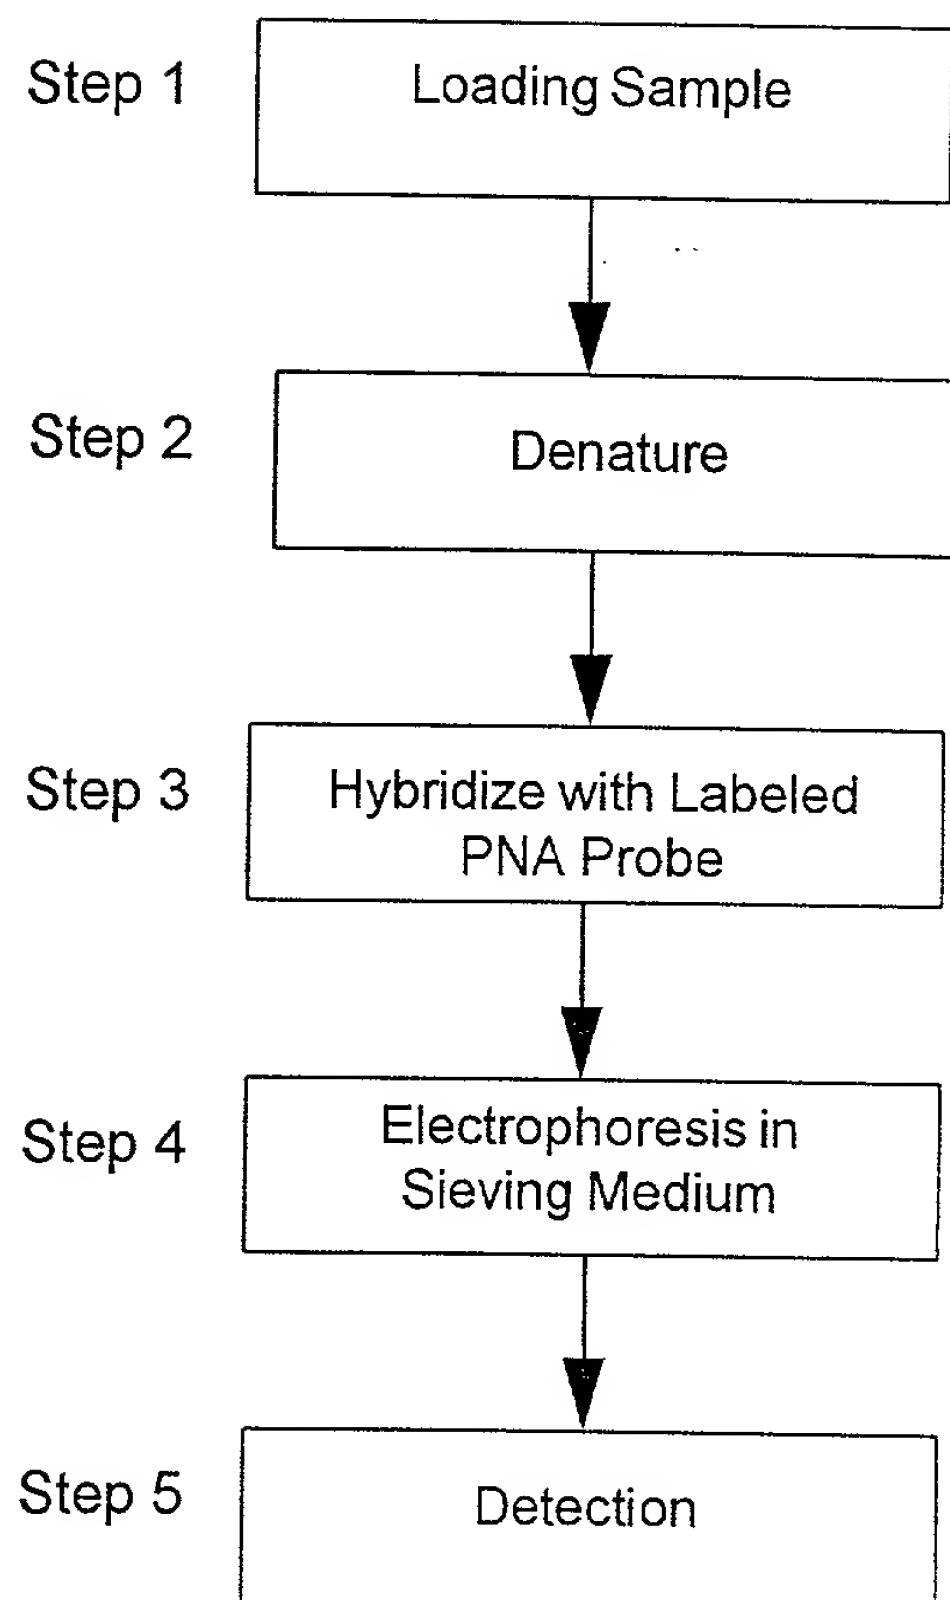 Step 1
Loading Sample
Step 2
Denature
Step 3
Hybridize with Labeled
PNA Probe
Step 4
Electrophoresis in
Sieving Medium
Step 5
Detection